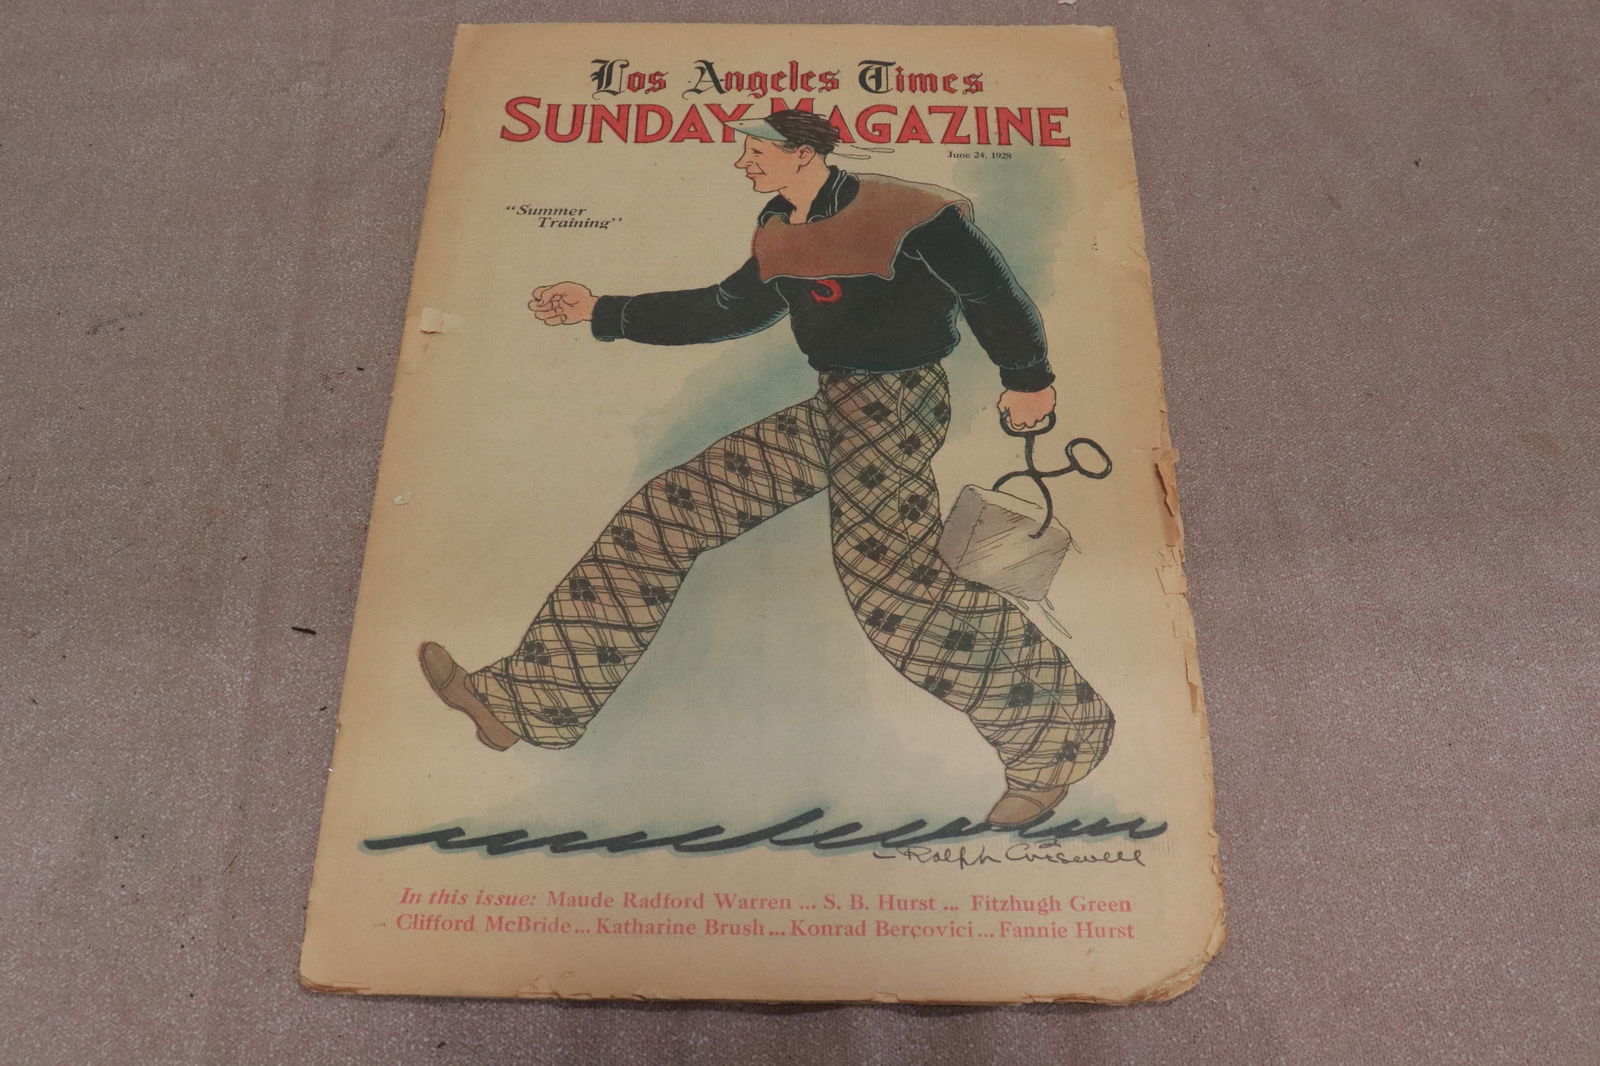 Los Angeles Times
SUNDAY MAGAZINE
June 24, 1928
"Summer
Training"
Ralph Criswell
In this issue: Maude Radford Warren ... S. B. Hurst ... Fitzhugh Green
Clifford McBride ... Katharine Brush ... Konrad Bercovici ... Fannie Hurst